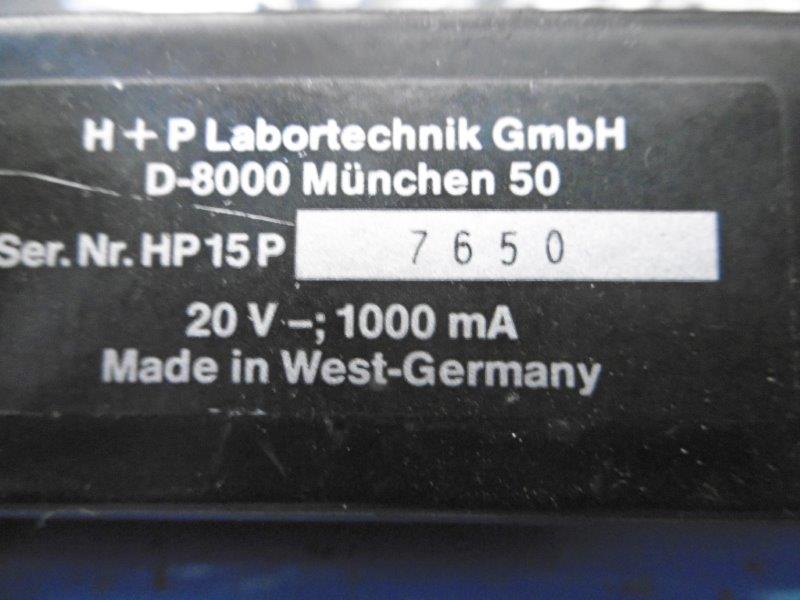 H + P Labortechnik GmbH
D-8000 München 50
Ser. Nr. HP 15 P 7650
20 V –; 1000 mA
Made in West-Germany